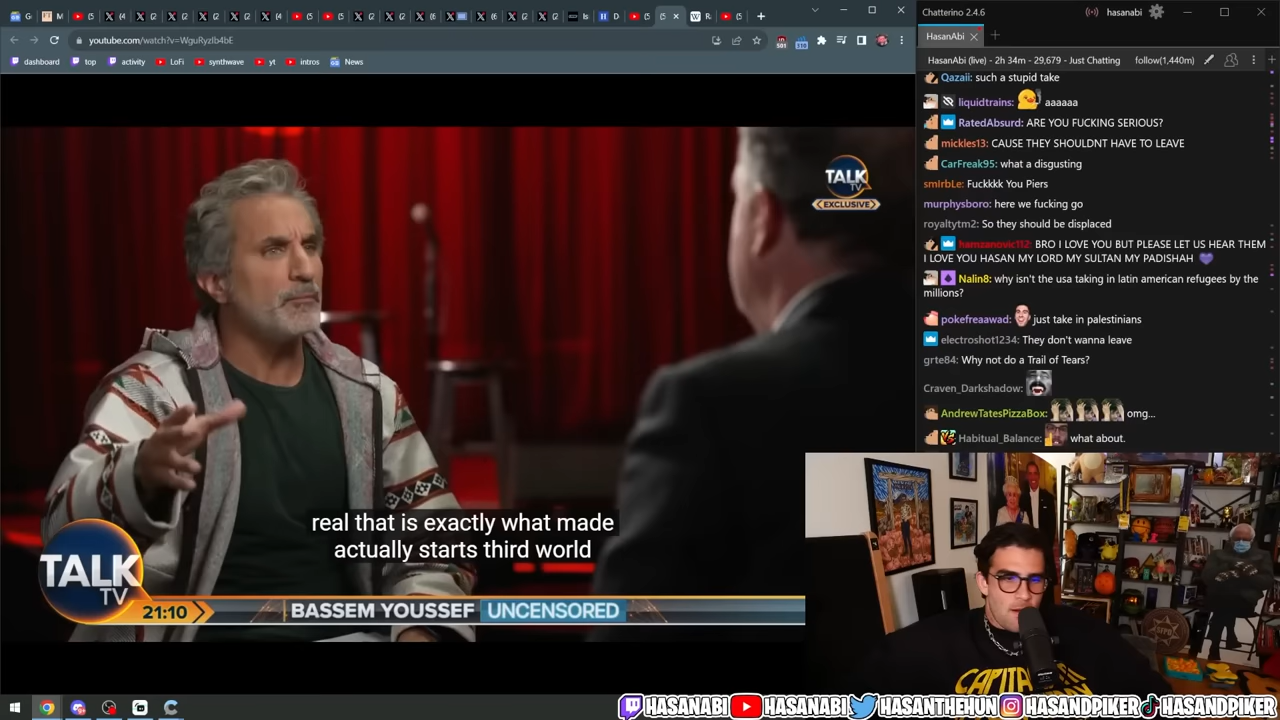 Chatterino 2.4.6
hasanabi
youtube.com/watch?v=WguRyzIb4bE
HasanAbi
dashboard
top
activity
LoFi
synthwave
yt
intros
News
HasanAbi (live) - 2h 34m - 29,679 - Just Chatting
follow(1,440m)
Qazaii: such a stupid take
liquidtrains: aaaaaa
RatedAbsurd: ARE YOU FUCKING SERIOUS?
mickles13: CAUSE THEY SHOULDNT HAVE TO LEAVE
CarFreak95: what a disgusting
smIrbLe: Fuckkkk You Piers
murphysboro: here we fucking go
royaltytm2: So they should be displaced
hamzanovic112: BRO I LOVE YOU BUT PLEASE LET US HEAR THEM
I LOVE YOU HASAN MY LORD MY SULTAN MY PADISHAH
Nalin8: why isn't the usa taking in latin american refugees by the
millions?
pokefreaawad: just take in palestinians
electroshot1234: They don't wanna leave
grte84: Why not do a Trail of Tears?
Craven_Darkshadow:
AndrewTatesPizzaBox: omg...
Habitual_Balance: what about.
TALK
TV
EXCLUSIVE
real that is exactly what made
actually starts third world
TALK
TV
21:10
BASSEM YOUSSEF UNCENSORED
HASANABI HASANABI HASANTHEHUN HASANDPIKER HASANDPIKER